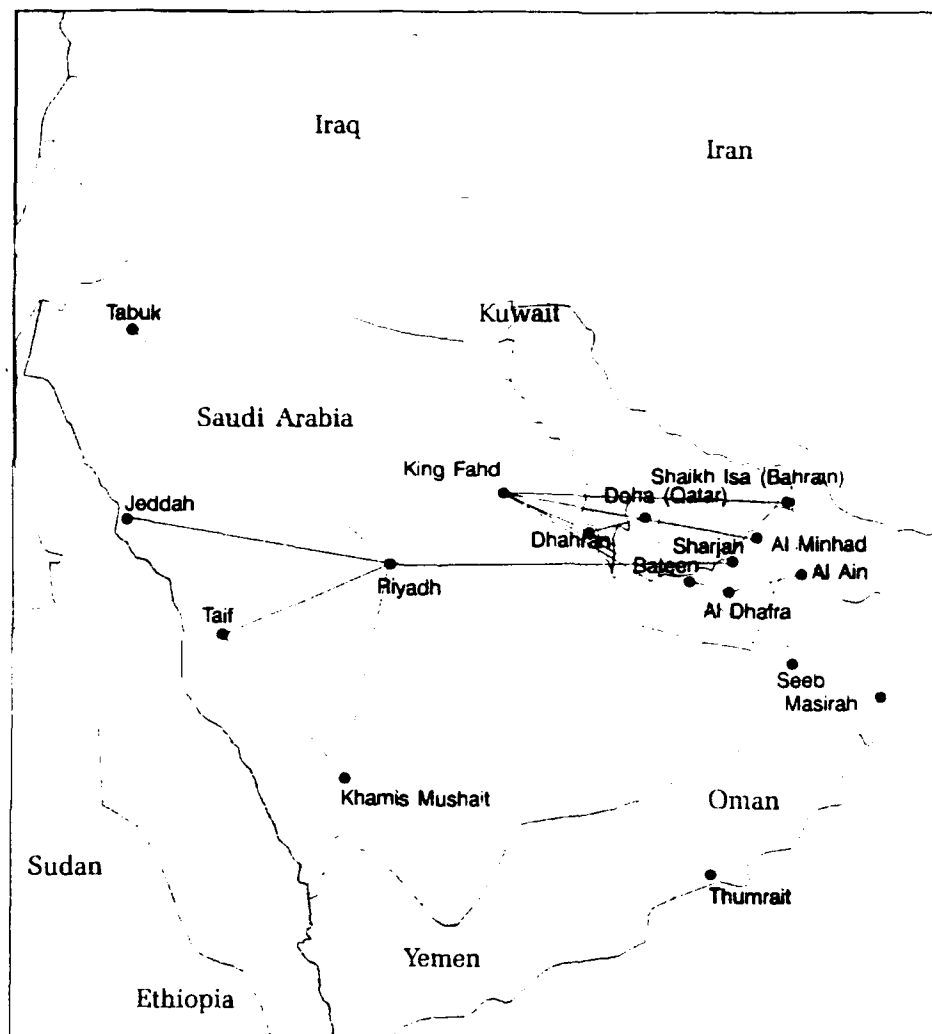 Iraq
Iran
Tabuk
Kuwait
Saudi Arabia
King Fahd
Shaikh Isa (Bahrain)
Doha (Qatar)
Jeddah
Dhahran
Sharjah
Al Minhad
Bateen
Al Ain
Riyadh
Al Dhafra
Taif
Seeb
Masirah
Khamis Mushait
Oman
Sudan
Thumrait
Yemen
Ethiopia